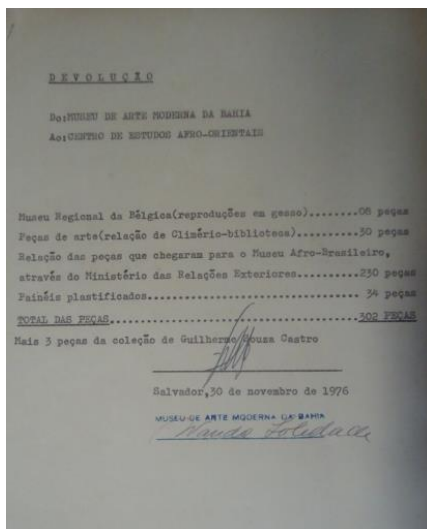 DEVOLUÇÃO
Do:MUSEU DE ARTE MODERNA DA BAHIA
Ao:CENTRO DE ESTUDOS AFRO-ORIENTAIS
Museu Regional da Bélgica(reproduções em gesso)........08 peças
Peças de arte(relação de Climério-biblioteca)..........30 peças
Relação das peças que chegaram para o Museu Afro-Brasileiro,
através do Ministério das Relações Exteriores.........230 peças
Painéis plastificados................................. 34 peças
TOTAL DAS PEÇAS.......................................302 PEÇAS
Mais 3 peças da coleção de Guilherme Souza Castro
Salvador,30 de novembro de 1976
MUSEU DE ARTE MODERNA DA BAHIA